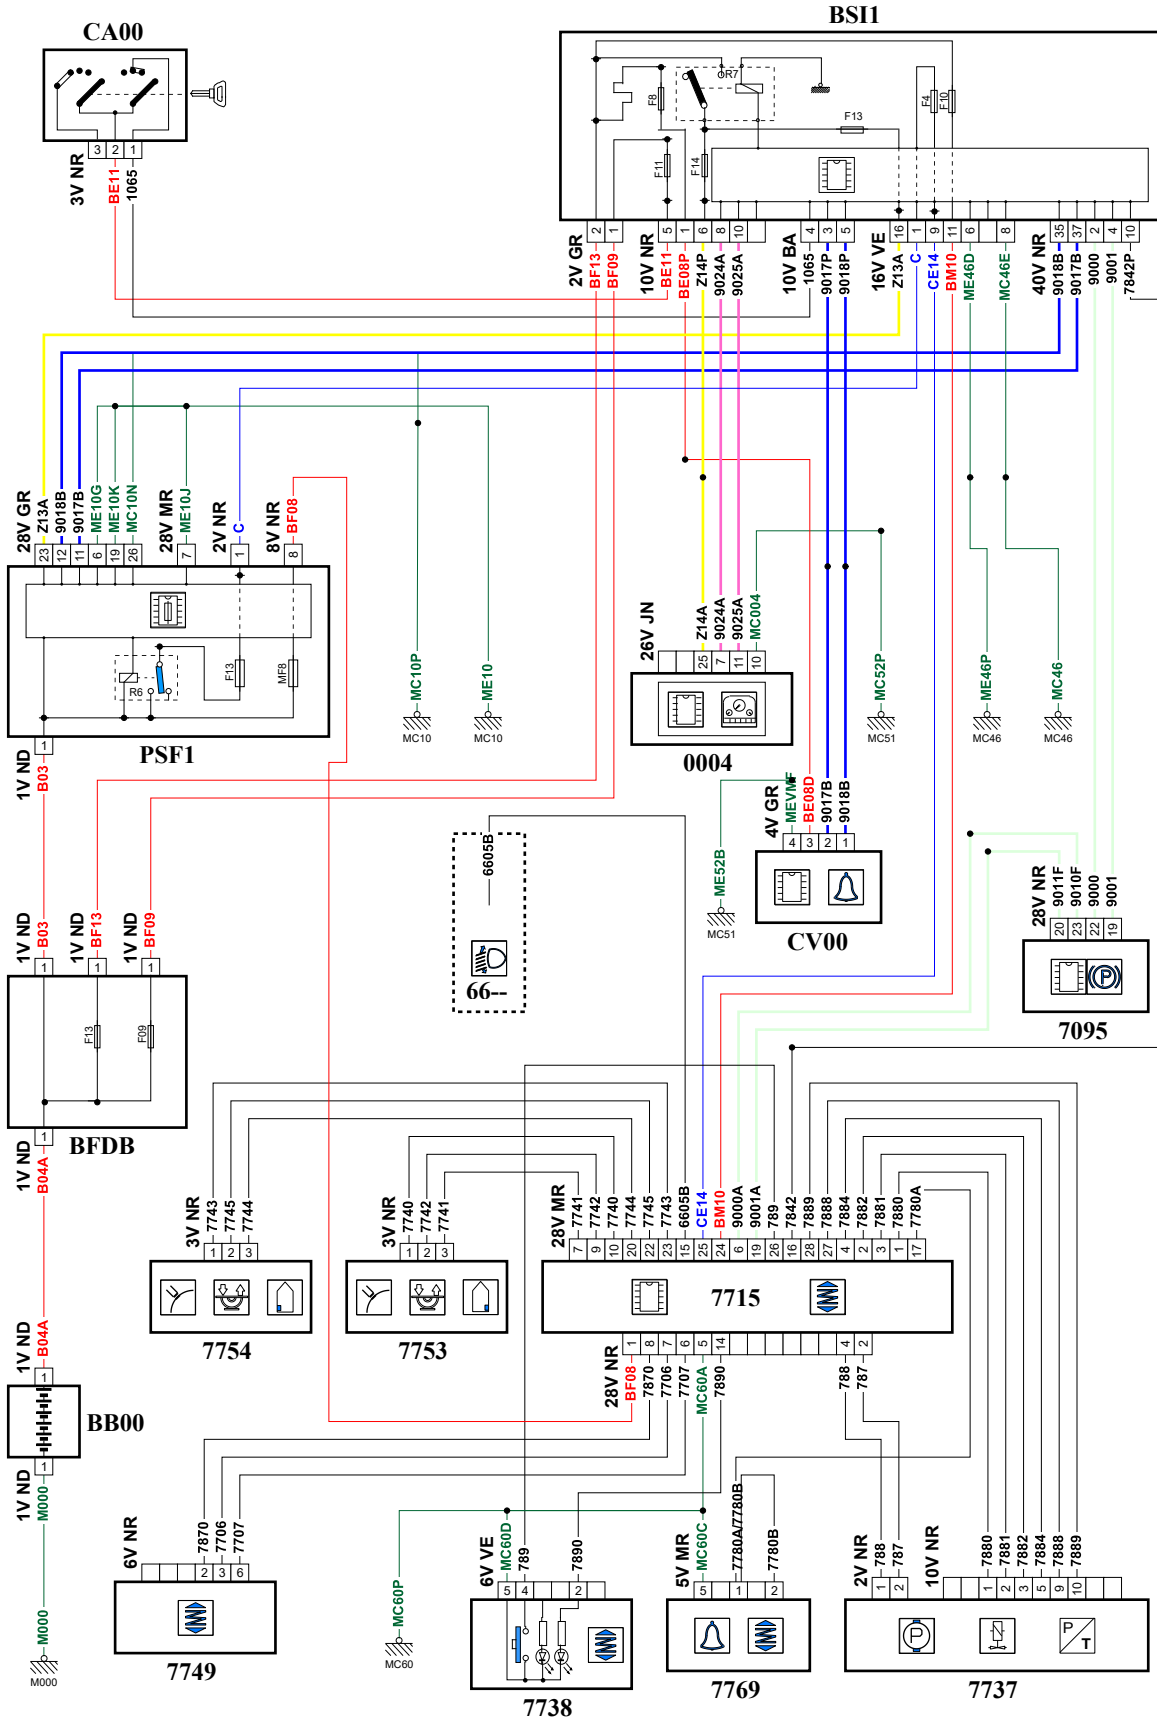 CA00
BSI1
R7
F8
F4
F10
F13
F11
F14
3 2 1
3V NR
BE11
1065
2 1
2V GR
BF13
BF09
5 1 6 8 10
10V NR
BE11
BE08P
Z14P
9024A
9025A
4 3 5
10V BA
1065
9017P
9018P
16 1 9 11 6 8
16V VE
Z13A
C
CE14
BM10
ME46D
MC46E
35 37 2 4 10
40V NR
9018B
9017B
9000
9001
7842P
28V GR
Z13A
9018B
9017B
ME10G
ME10K
MC10N
28V MR
ME10J
2V NR
C
8V NR
BF08
23 12 11 6 19 26 7 1 8
R6
F13
MF8
PSF1
1
1V ND
B03
MC10P
MC10
ME10
MC10
26V JN
Z14A
9024A
9025A
MC004
25 7 11 10
0004
MC52P
MC51
ME46P
MC46
MC46
MC46
4V GR
MEVMF
BE08D
9017B
9018B
4 3 2 1
CV00
ME52B
MC51
6605B
66--
28V NR
9011F
9010F
9000
9001
20 23 22 19
P
7095
1V ND
B03
1V ND
BF13
1V ND
BF09
1 1 1
F13
F09
BFDB
1
1V ND
B04A
1V ND
B04A
1
BB00
1
1V ND
M000
M000
M000
3V NR
7743
7745
7744
1 2 3
7754
3V NR
7740
7742
7741
1 2 3
7753
28V MR
7741
7742
7740
7744
7745
7743
6605B
CE14
BM10
9000A
9001A
789
7842
7889
7888
7884
7882
7881
7880
7780A
7 9 10 20 22 23 15 25 24 6 19 26 16 28 27 4 2 3 1 17
7715
1 8 7 6 5 14 4 2
28V NR
BF08
7870
7706
7707
MC60A
7890
788
787
6V NR
7870
7706
7707
2 3 6
7749
MC60P
MC60
6V VE
MC60D
789
7890
5 4 2
7738
5V MR
MC60C
7780A/7780B
7780B
5 1 2
7769
2V NR
788
787
1 2
10V NR
7880
7881
7882
7884
7888
7889
1 2 3 5 9 10
P
P
T
7737